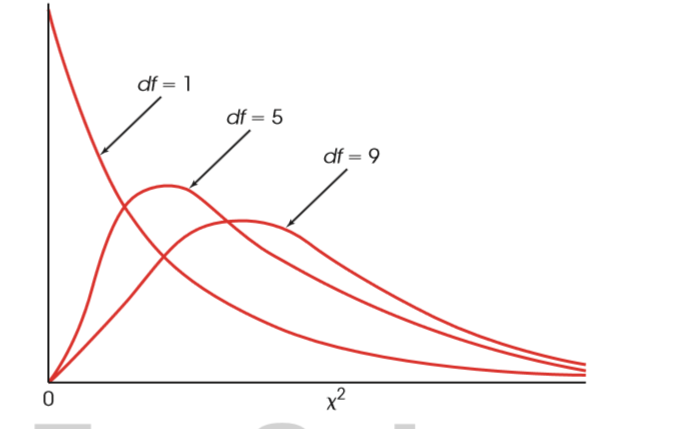 df = 1
df = 5
df = 9
0
χ²